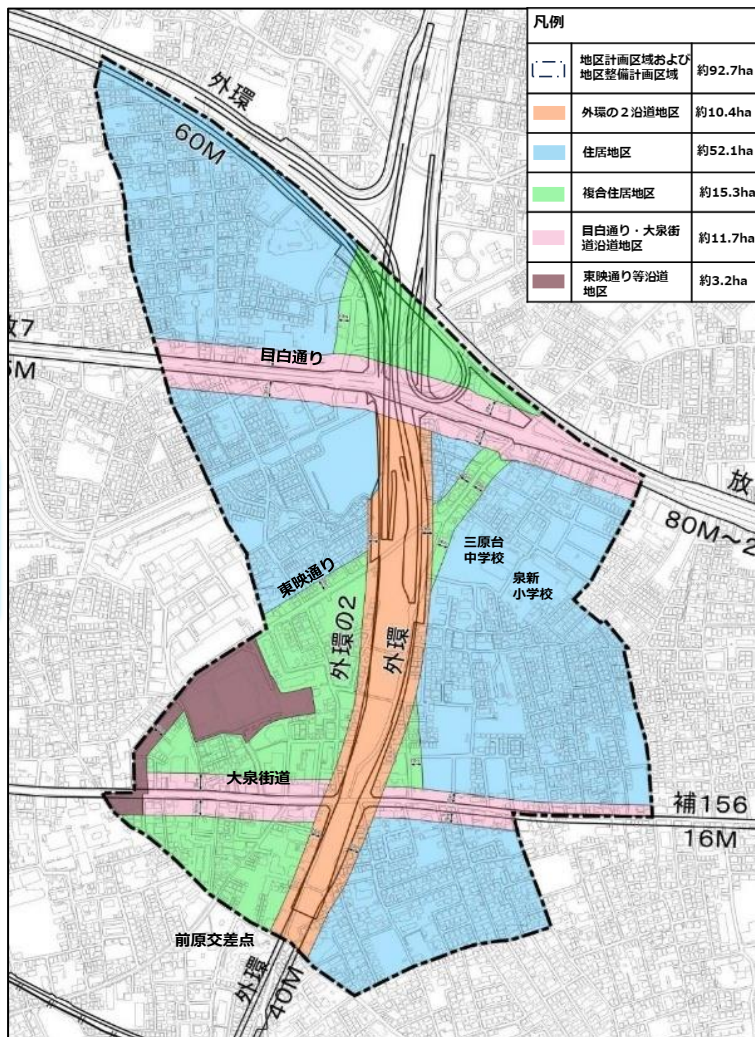 凡例
地区計画区域および
地区整備計画区域
約92.7ha
外環の2沿道地区
約10.4ha
住居地区
約52.1ha
複合住居地区
約15.3ha
目白通り・大泉街
道沿道地区
約11.7ha
東映通り等沿道
地区
約3.2ha
外環
60M
放7
5M
目白通り
放
80M～2
三原台
中学校
泉新
小学校
東映通り
外環の2
外環
大泉街道
補156
16M
前原交差点
外環
40M